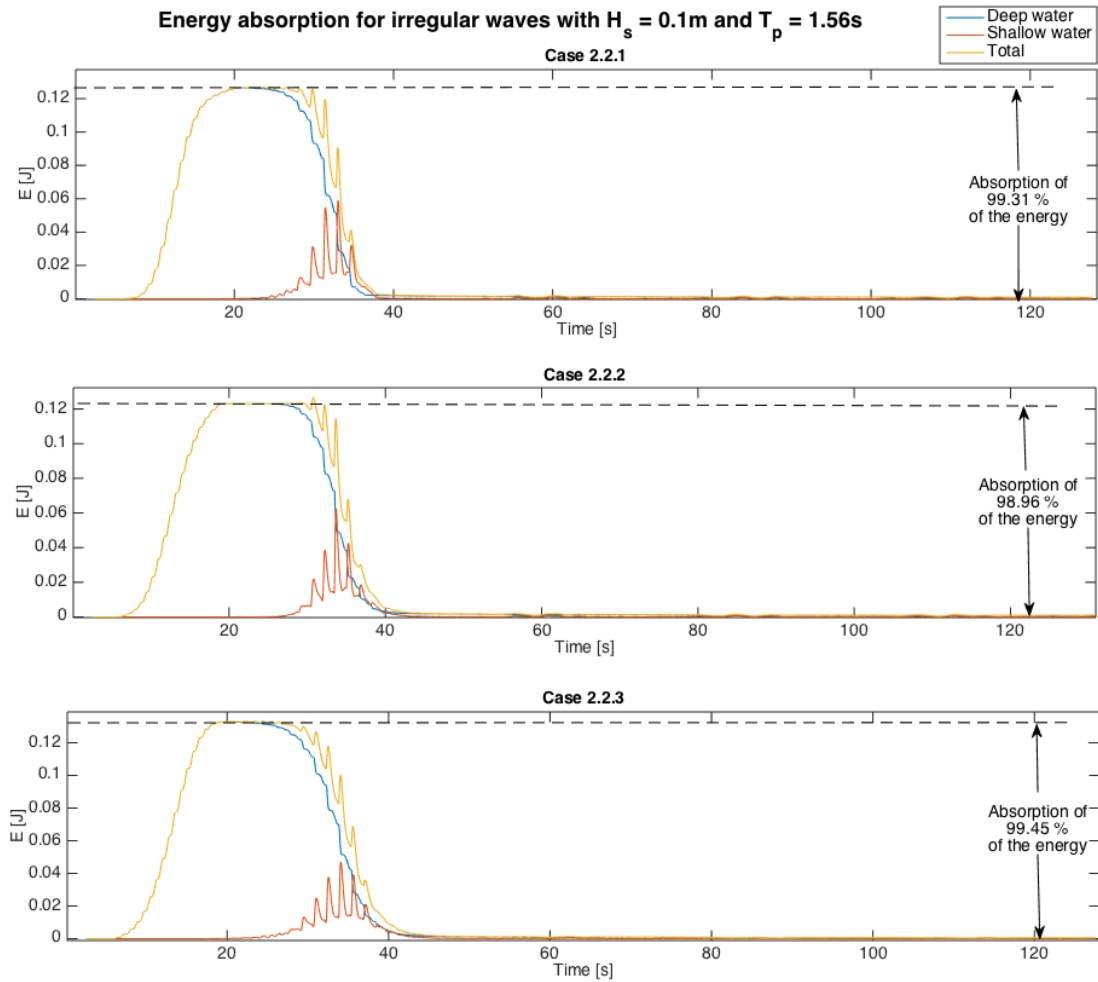 Energy absorption for irregular waves with H_s = 0.1m and T_p = 1.56s
Deep water
Shallow water
Total
Case 2.2.1
0.12
0.1
0.08
0.06
0.04
0.02
0
E [J]
20 40 60 80 100 120
Time [s]
Absorption of
99.31 %
of the energy
Case 2.2.2
0.12
0.1
0.08
0.06
0.04
0.02
0
E [J]
20 40 60 80 100 120
Time [s]
Absorption of
98.96 %
of the energy
Case 2.2.3
0.12
0.1
0.08
0.06
0.04
0.02
0
E [J]
20 40 60 80 100 120
Time [s]
Absorption of
99.45 %
of the energy